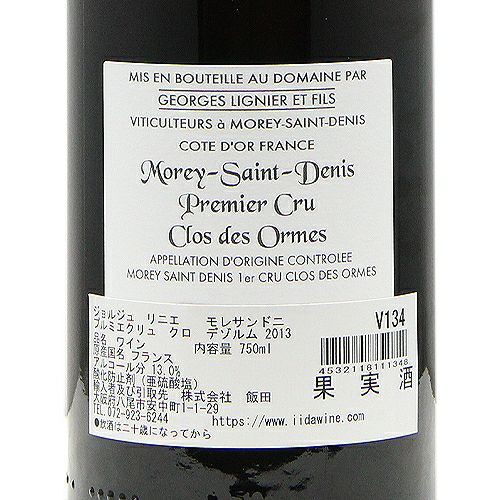 MIS EN BOUTEILLE AU DOMAINE PAR
GEORGES LIGNIER ET FILS
VITICULTEURS à MOREY-SAINT-DENIS
COTE D'OR FRANCE
Morey-Saint-Denis
Premier Cru
Clos des Ormes
APPELLATION D'ORIGINE CONTROLEE
MOREY SAINT DENIS 1er CRU CLOS DES ORMES
ジョルジュ リニエ モレサンドニ
プルミエクリュ クロ デゾルム 2013
品名 ワイン 内容量 750ml
原産国名 フランス
アルコール分 13.0%
酸化防止剤(亜硫酸塩)
輸入者及び引取先 株式会社 飯田
大阪府八尾市安中町1-1-29
TEL. 072-923-6244 https://www.iidawine.com/
●飲酒は二十歳になってから
V134
4532118111348
果実酒